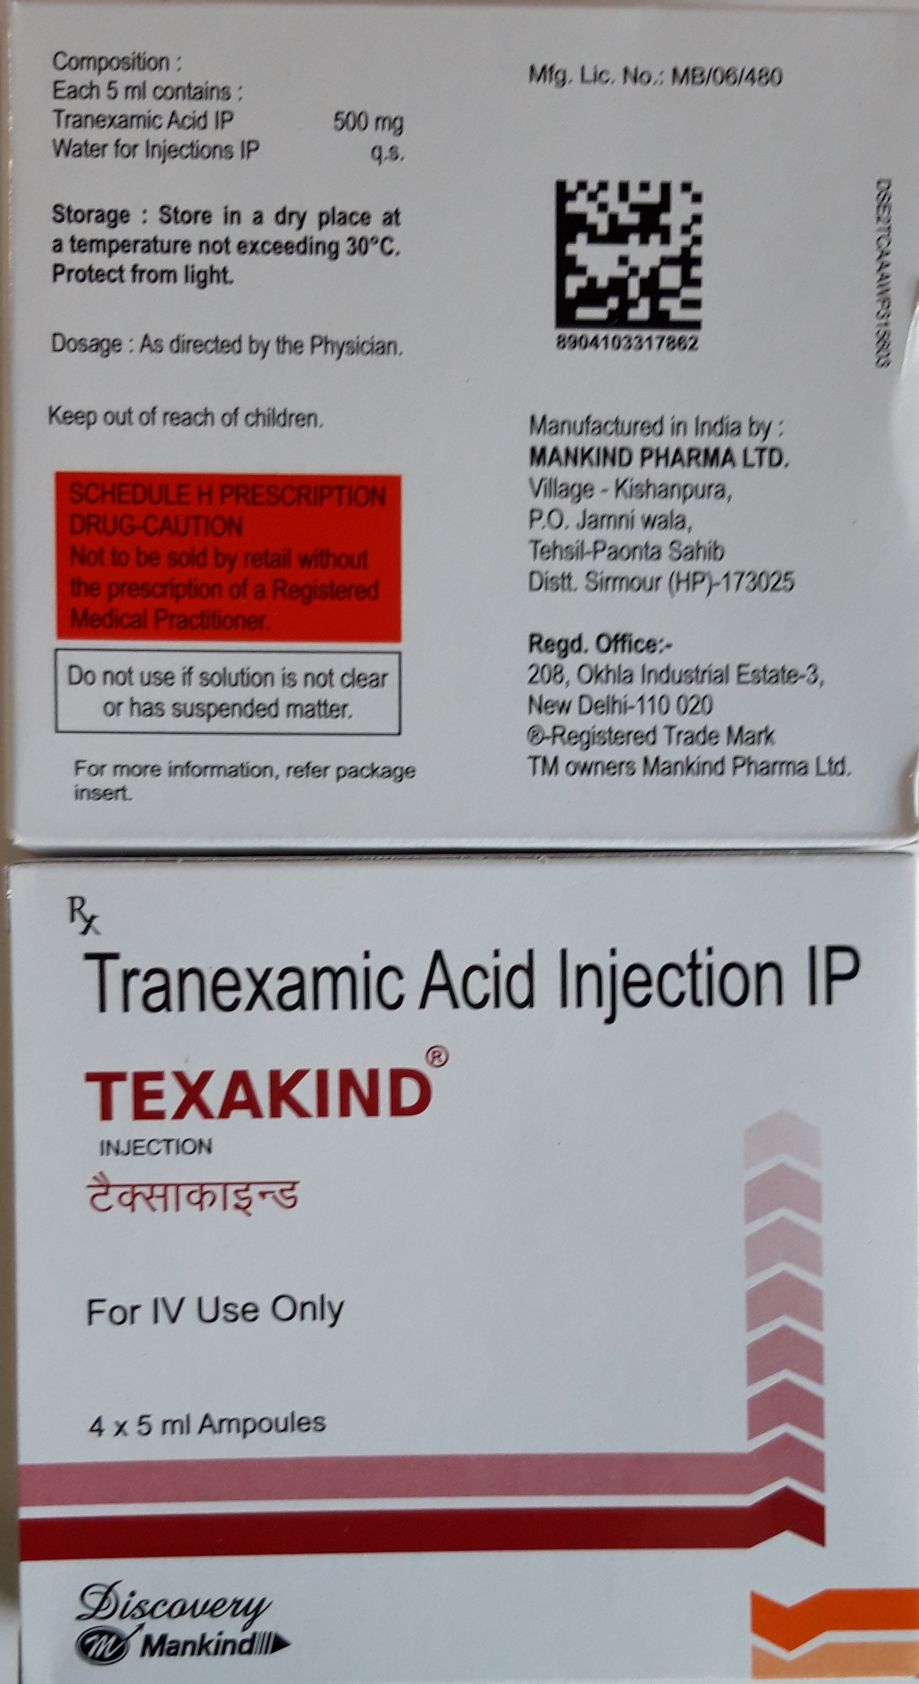 Composition :
Each 5 ml contains :
Tranexamic Acid IP 500 mg
Water for Injections IP q.s.
Storage : Store in a dry place at
a temperature not exceeding 30°C.
Protect from light.
Dosage : As directed by the Physician.
Keep out of reach of children.
SCHEDULE H PRESCRIPTION
DRUG-CAUTION
Not to be sold by retail without
the prescription of a Registered
Medical Practitioner.
Do not use if solution is not clear
or has suspended matter.
For more information, refer package
insert.
Mfg. Lic. No.: MB/06/480
8904103317862
Manufactured in India by :
MANKIND PHARMA LTD.
Village - Kishanpura,
P.O. Jamni wala,
Tehsil-Paonta Sahib
Distt. Sirmour (HP)-173025
Regd. Office:-
208, Okhla Industrial Estate-3,
New Delhi-110 020
®-Registered Trade Mark
TM owners Mankind Pharma Ltd.
Rx
Tranexamic Acid Injection IP
TEXAKIND®
INJECTION
टैक्साकाइन्ड
For IV Use Only
4 x 5 ml Ampoules
Discovery
m Mankind